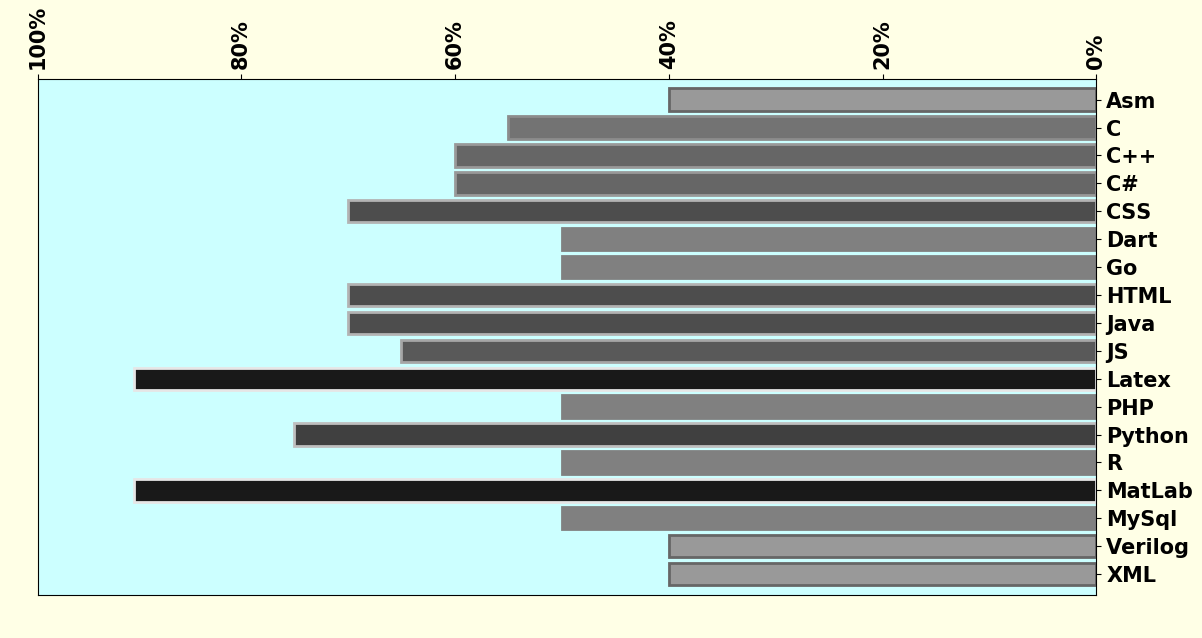 100%
80%
60%
40%
20%
0%
Asm
C
C++
C#
CSS
Dart
Go
HTML
Java
JS
Latex
PHP
Python
R
MatLab
MySql
Verilog
XML